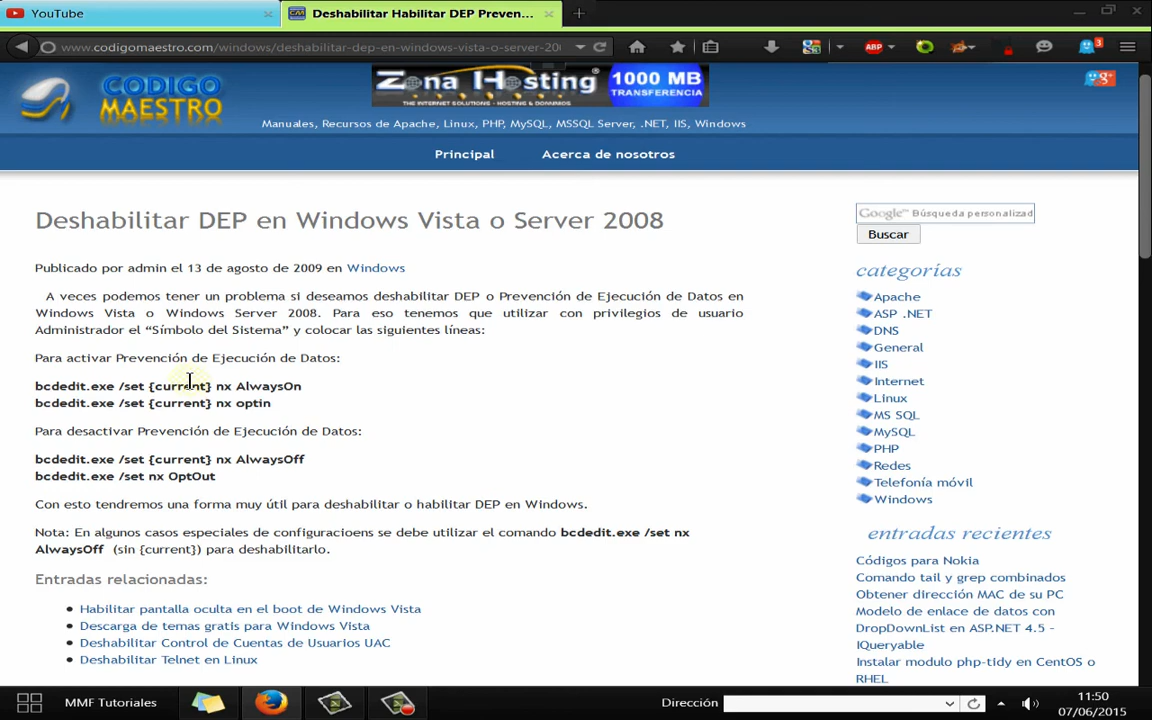 YouTube
Deshabilitar Habilitar DEP Preven...
www.codigomaestro.com/windows/deshabilitar-dep-en-windows-vista-o-server-20
ABP
3
CODIGO
MAESTRO
Zona Hosting®
THE INTERNET SOLUTIONS - HOSTING & DOMINIOS
1000 MB
TRANSFERENCIA
Manuales, Recursos de Apache, Linux, PHP, MySQL, MSSQL Server, .NET, IIS, Windows
Principal
Acerca de nosotros
Deshabilitar DEP en Windows Vista o Server 2008
Publicado por admin el 13 de agosto de 2009 en Windows
A veces podemos tener un problema si deseamos deshabilitar DEP o Prevención de Ejecución de Datos en
Windows Vista o Windows Server 2008. Para eso tenemos que utilizar con privilegios de usuario
Administrador el “Símbolo del Sistema” y colocar las siguientes líneas:
Para activar Prevención de Ejecución de Datos:
bcdedit.exe /set {current} nx AlwaysOn
bcdedit.exe /set {current} nx optin
Para desactivar Prevención de Ejecución de Datos:
bcdedit.exe /set {current} nx AlwaysOff
bcdedit.exe /set nx OptOut
Con esto tendremos una forma muy útil para deshabilitar o habilitar DEP en Windows.
Nota: En algunos casos especiales de configuracioens se debe utilizar el comando bcdedit.exe /set nx
AlwaysOff (sin {current}) para deshabilitarlo.
Entradas relacionadas:
Habilitar pantalla oculta en el boot de Windows Vista
Descarga de temas gratis para Windows Vista
Deshabilitar Control de Cuentas de Usuarios UAC
Deshabilitar Telnet en Linux
Google™ Búsqueda personalizad
Buscar
categorías
Apache
ASP .NET
DNS
General
IIS
Internet
Linux
MS SQL
MySQL
PHP
Redes
Telefonía móvil
Windows
entradas recientes
Códigos para Nokia
Comando tail y grep combinados
Obtener dirección MAC de su PC
Modelo de enlace de datos con
DropDownList en ASP.NET 4.5 -
IQueryable
Instalar modulo php-tidy en CentOS o
RHEL
MMF Tutoriales
Dirección
11:50
07/06/2015